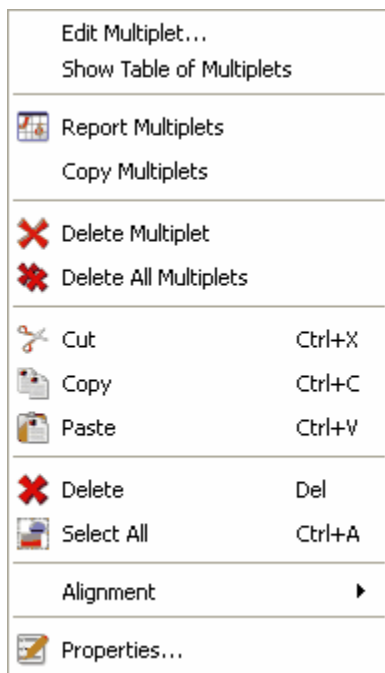 Edit Multiplet...
Show Table of Multiplets
Report Multiplets
Copy Multiplets
Delete Multiplet
Delete All Multiplets
Cut Ctrl+X
Copy Ctrl+C
Paste Ctrl+V
Delete Del
Select All Ctrl+A
Alignment
Properties...